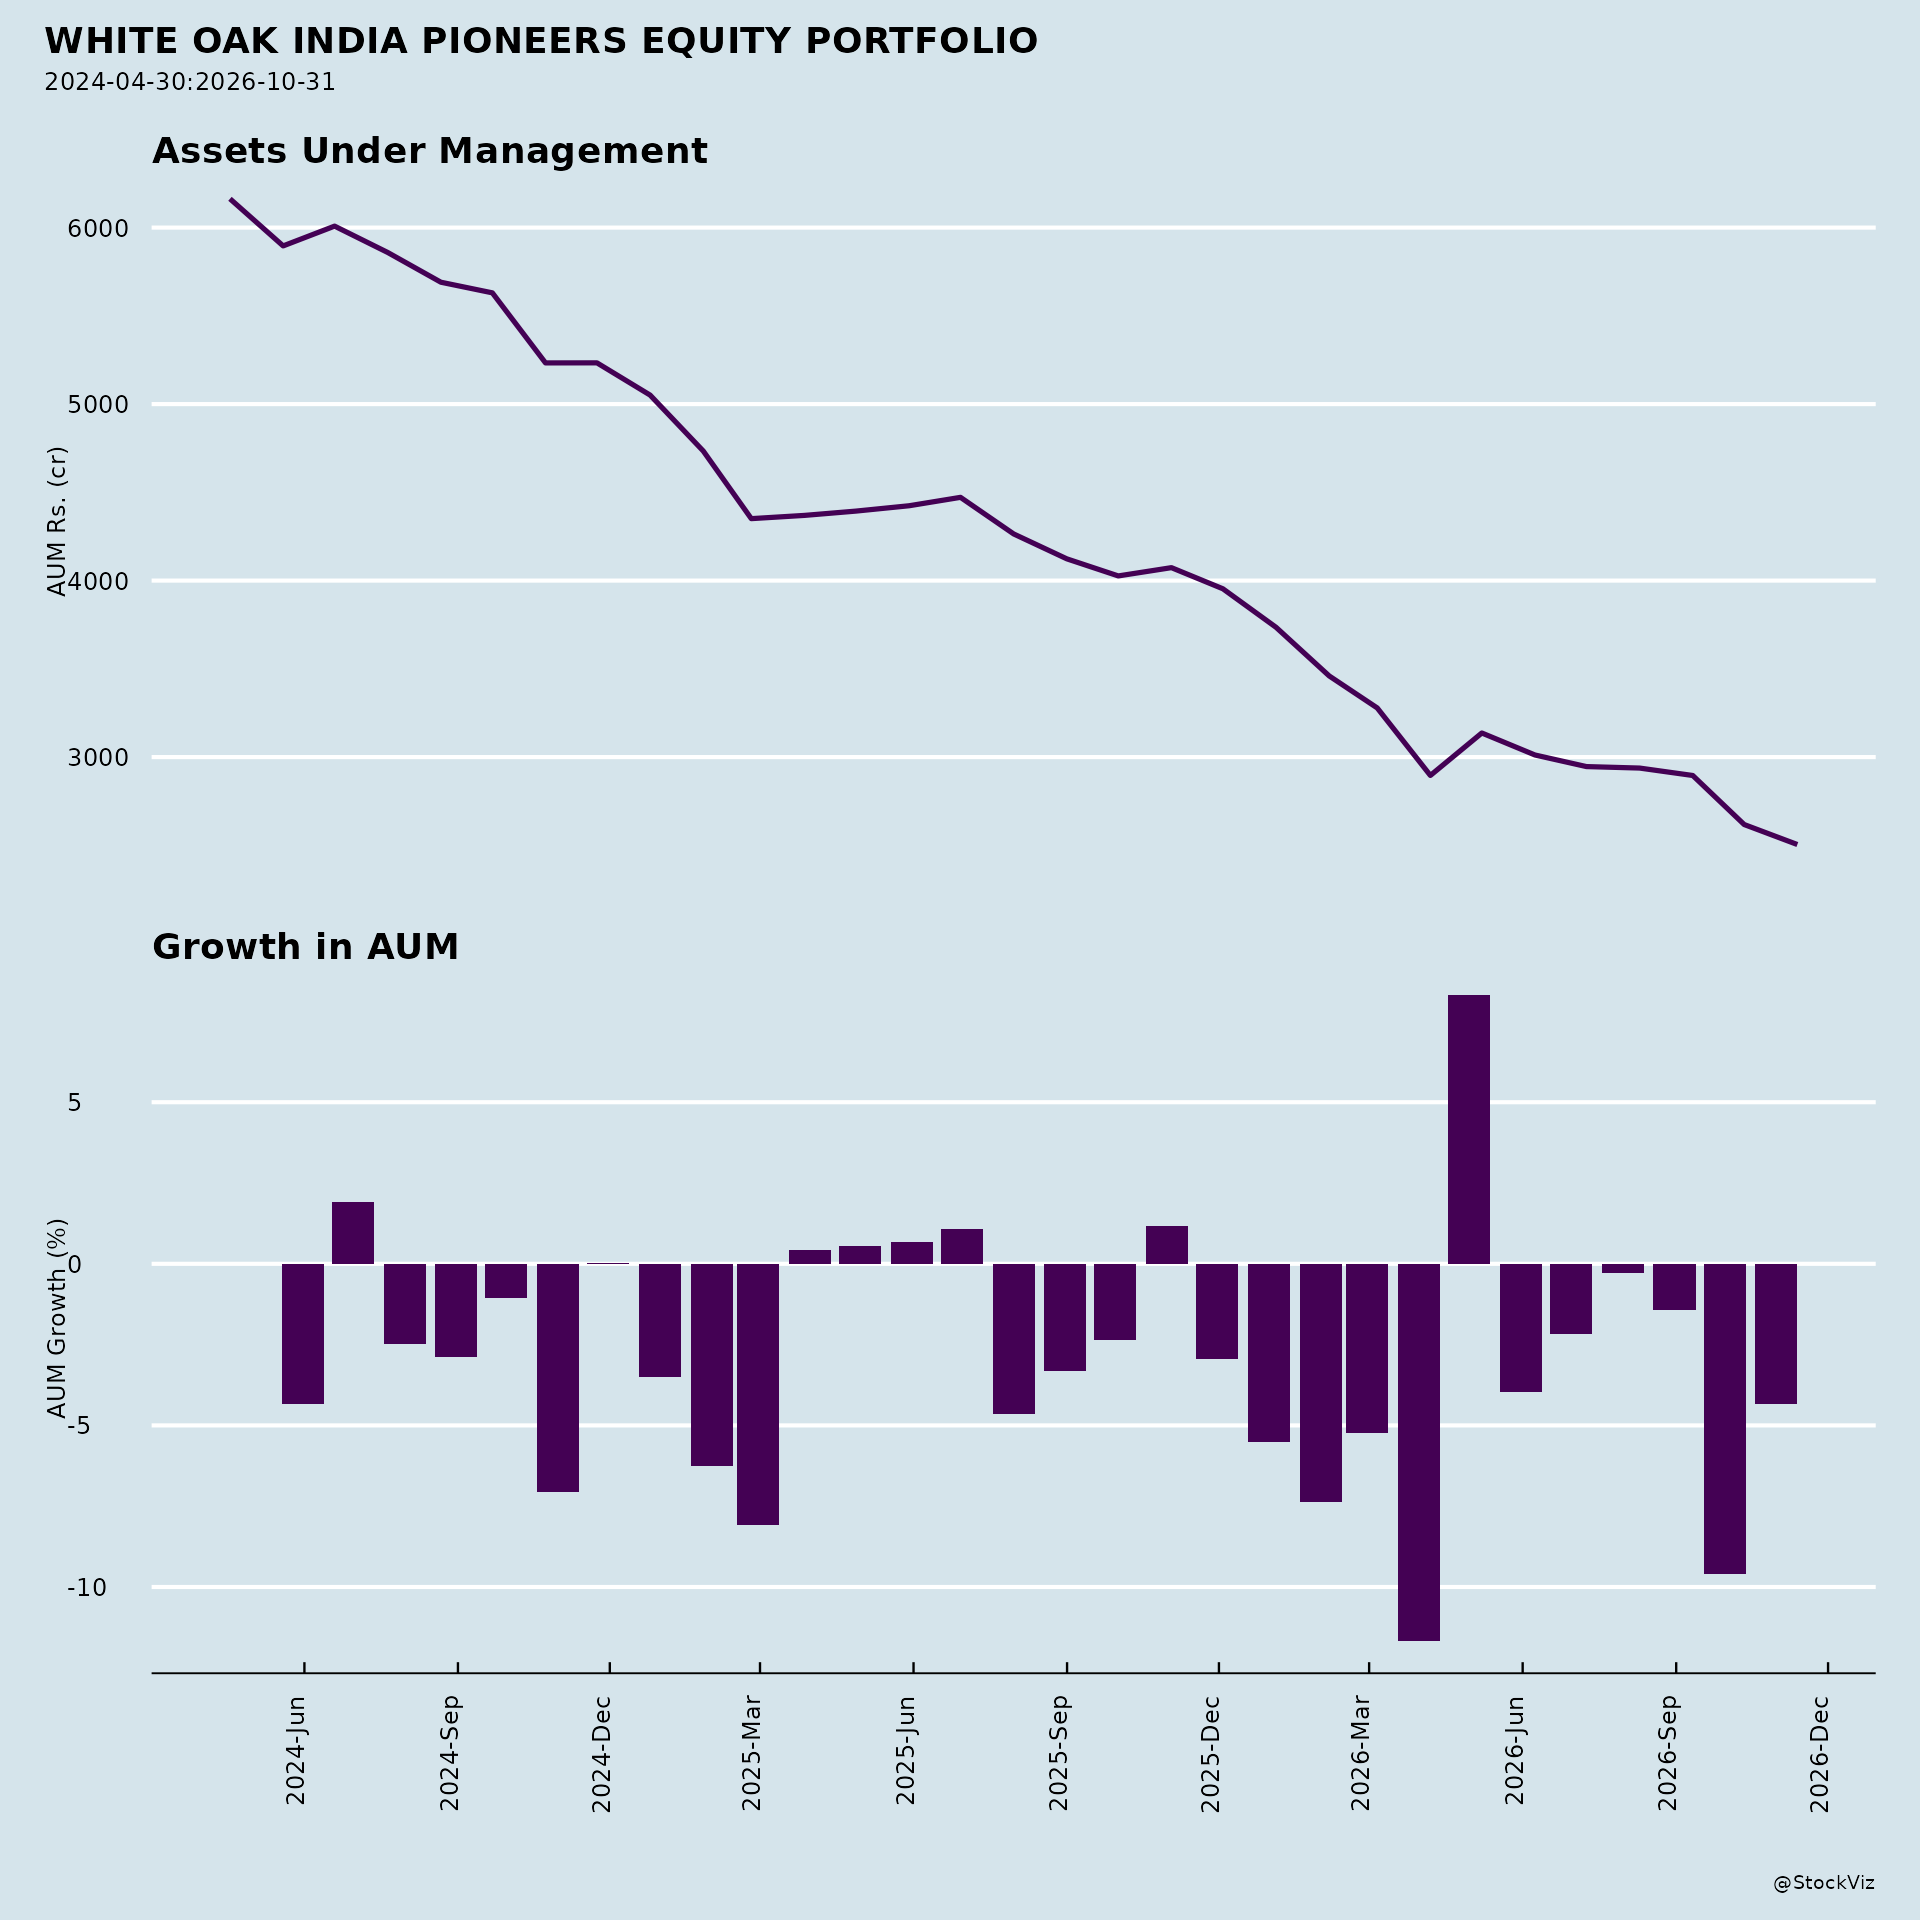 WHITE OAK INDIA PIONEERS EQUITY PORTFOLIO
2024-04-30:2026-10-31
Assets Under Management
AUM Rs. (cr)
6000
5000
4000
3000
Growth in AUM
AUM Growth (%)
5
0
-5
-10
2024-Jun
2024-Sep
2024-Dec
2025-Mar
2025-Jun
2025-Sep
2025-Dec
2026-Mar
2026-Jun
2026-Sep
2026-Dec
@StockViz